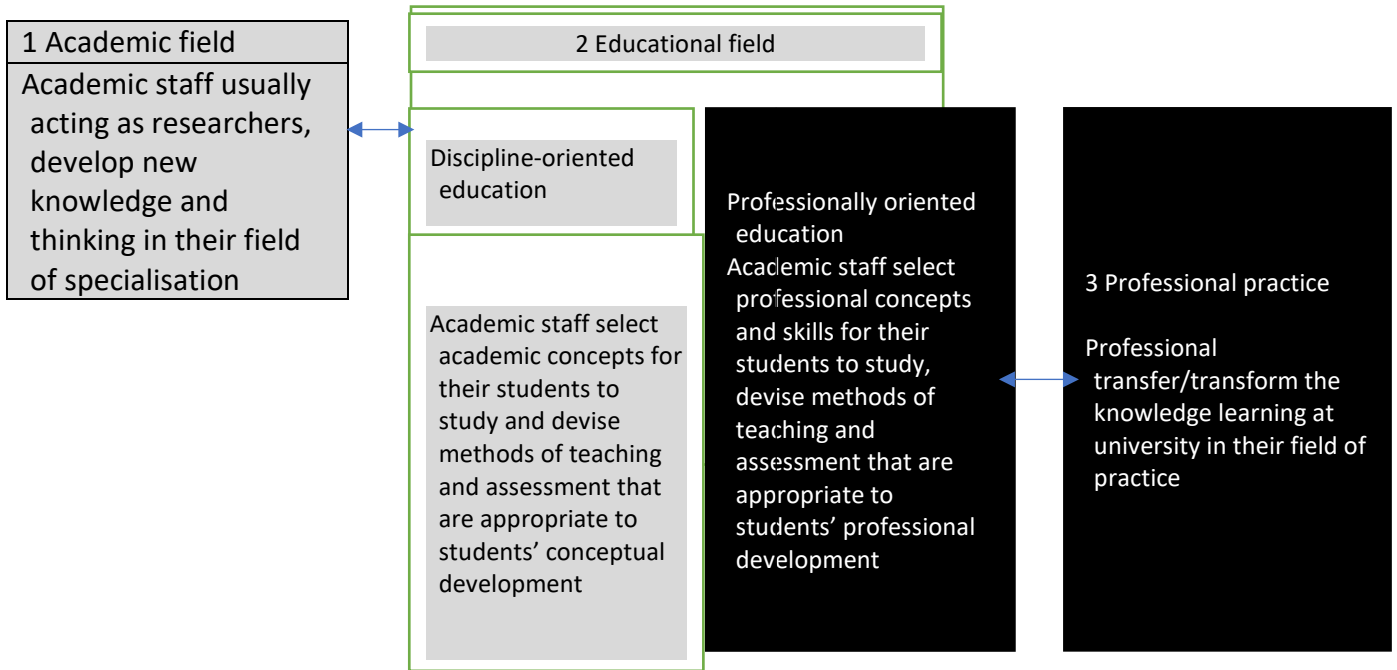 1 Academic field
Academic staff usually
acting as researchers,
develop new
knowledge and
thinking in their field
of specialisation
2 Educational field
Discipline-oriented
education
Academic staff select
academic concepts for
their students to
study and devise
methods of teaching
and assessment that
are appropriate to
students’ conceptual
development
Professionally oriented
education
Academic staff select
professional concepts
and skills for their
students to study,
devise methods of
teaching and
assessment that are
appropriate to
students’ professional
development
3 Professional practice
Professional
transfer/transform the
knowledge learning at
university in their field of
practice